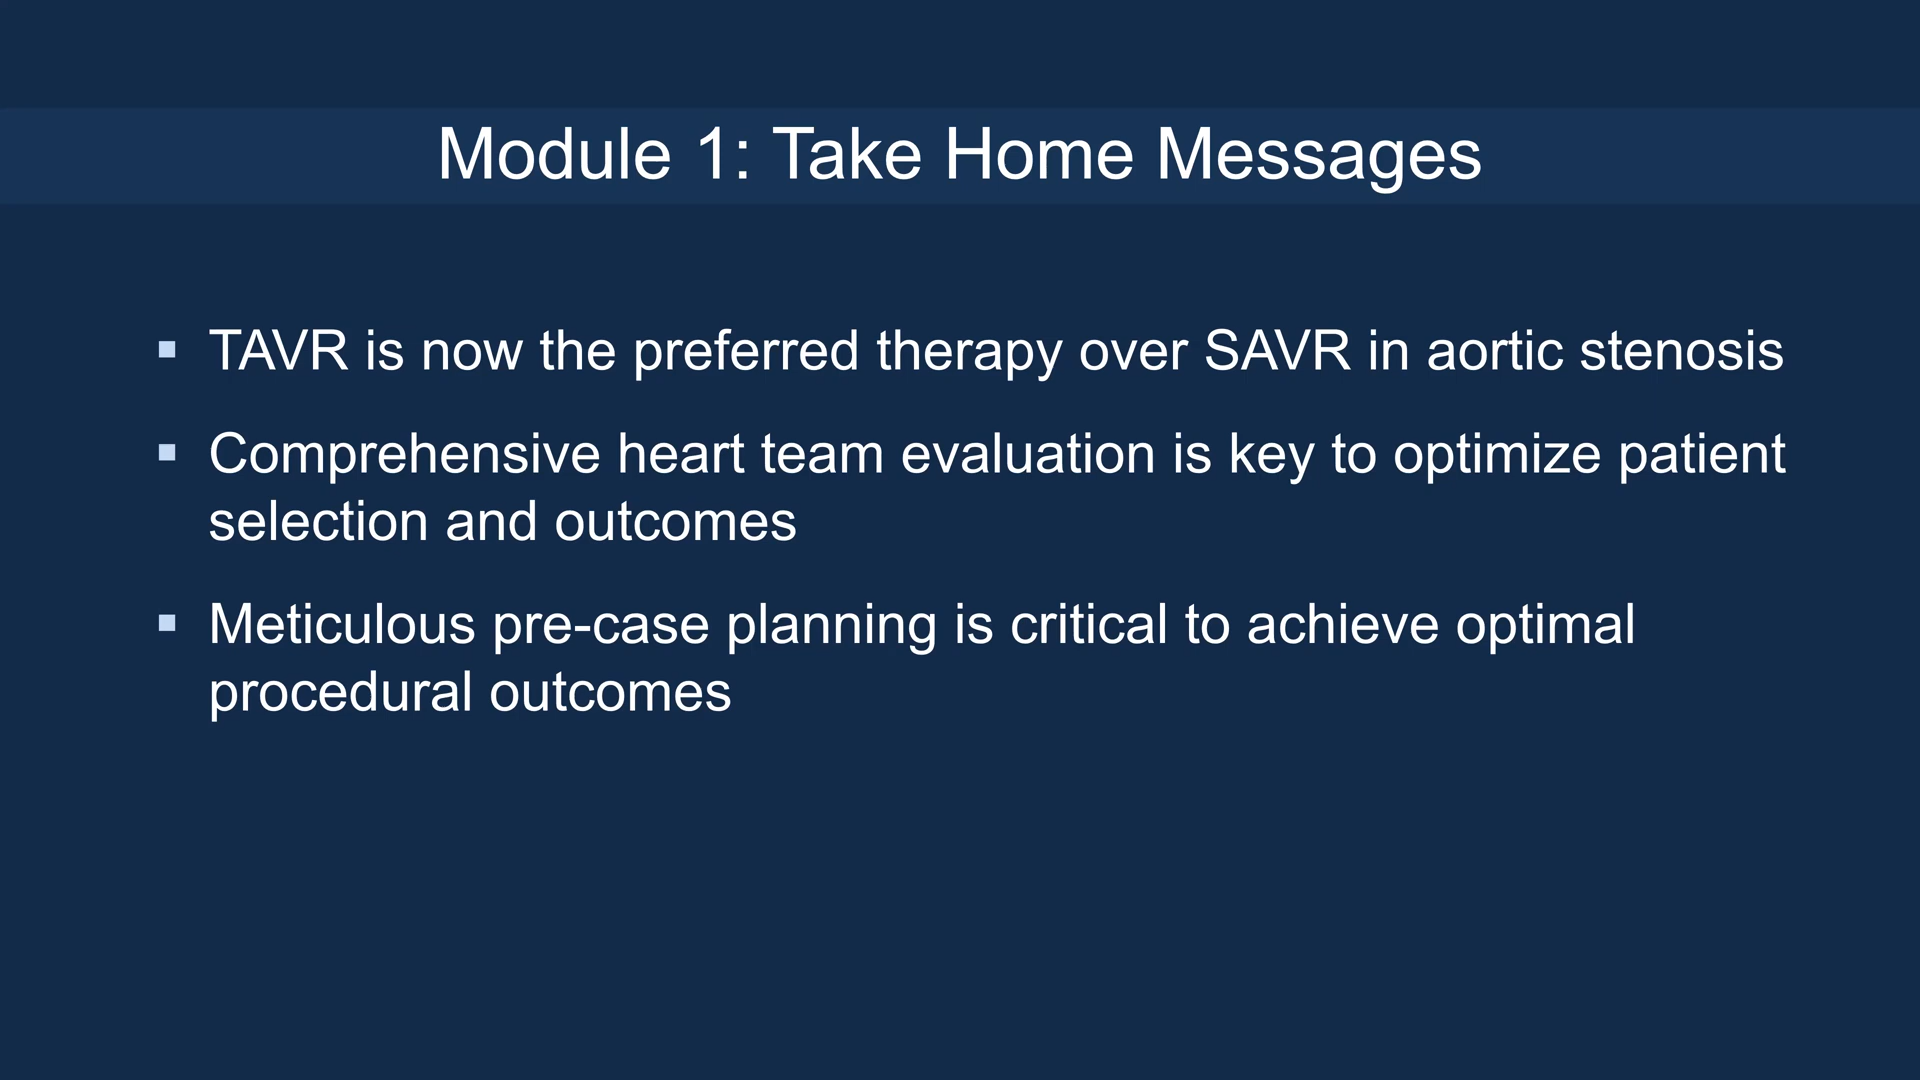 Module 1: Take Home Messages
▪ TAVR is now the preferred therapy over SAVR in aortic stenosis
▪ Comprehensive heart team evaluation is key to optimize patient
selection and outcomes
▪ Meticulous pre-case planning is critical to achieve optimal
procedural outcomes